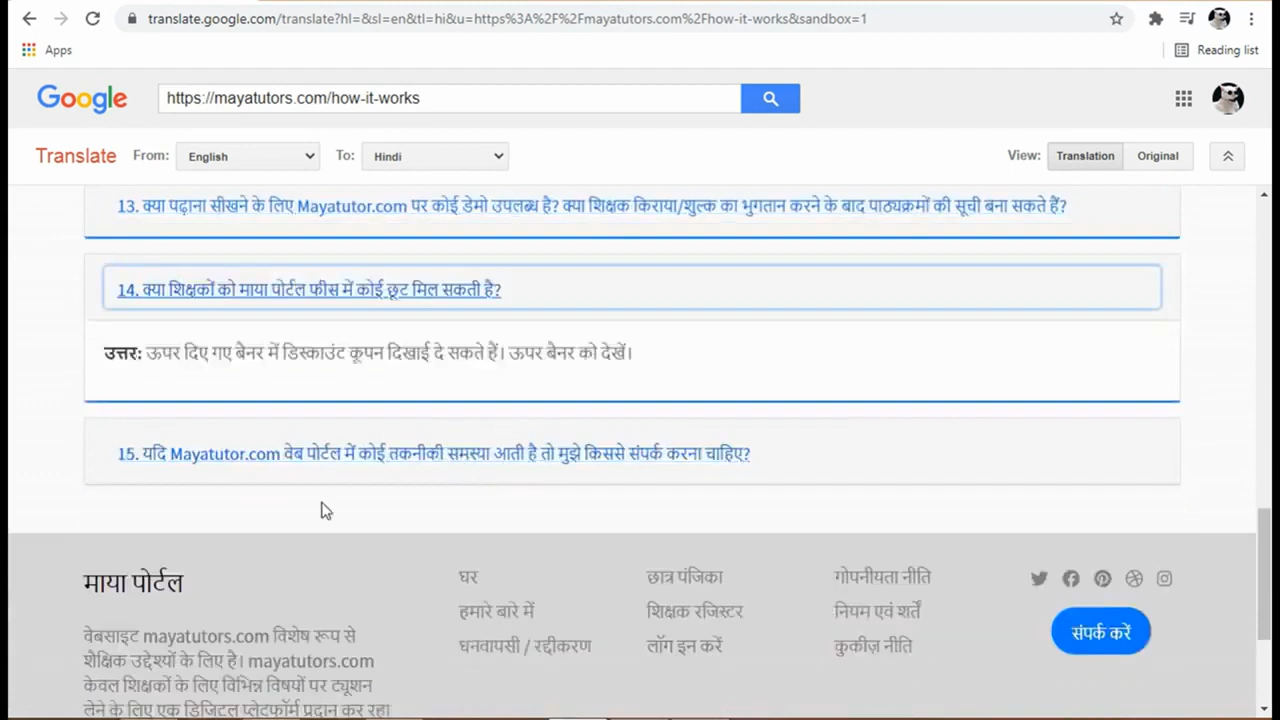 translate.google.com/translate?hl=&sl=en&tl=hi&u=https%3A%2F%2Fmayatutors.com%2Fhow-it-works&sandbox=1
Apps
Reading list
Google
https://mayatutors.com/how-it-works
Translate From: English To: Hindi View: Translation Original
13. क्या पढ़ाना सीखने के लिए Mayatutor.com पर कोई डेमो उपलब्ध है? क्या शिक्षक किराया/शुल्क का भुगतान करने के बाद पाठ्यक्रमों की सूची बना सकते हैं?
14. क्या शिक्षकों को माया पोर्टल फीस में कोई छूट मिल सकती है?
उत्तर: ऊपर दिए गए बैनर में डिस्काउंट कूपन दिखाई दे सकते हैं। ऊपर बैनर को देखें।
15. यदि Mayatutor.com वेब पोर्टल में कोई तकनीकी समस्या आती है तो मुझे किससे संपर्क करना चाहिए?
माया पोर्टल
वेबसाइट mayatutors.com विशेष रूप से
शैक्षिक उद्देश्यों के लिए है। mayatutors.com
केवल शिक्षकों के लिए विभिन्न विषयों पर ट्यूशन
लेने के लिए एक डिजिटल प्लेटफॉर्म प्रदान कर रहा
घर
हमारे बारे में
धनवापसी / रद्दीकरण
छात्र पंजिका
शिक्षक रजिस्टर
लॉग इन करें
गोपनीयता नीति
नियम एवं शर्तें
कुकीज़ नीति
संपर्क करें